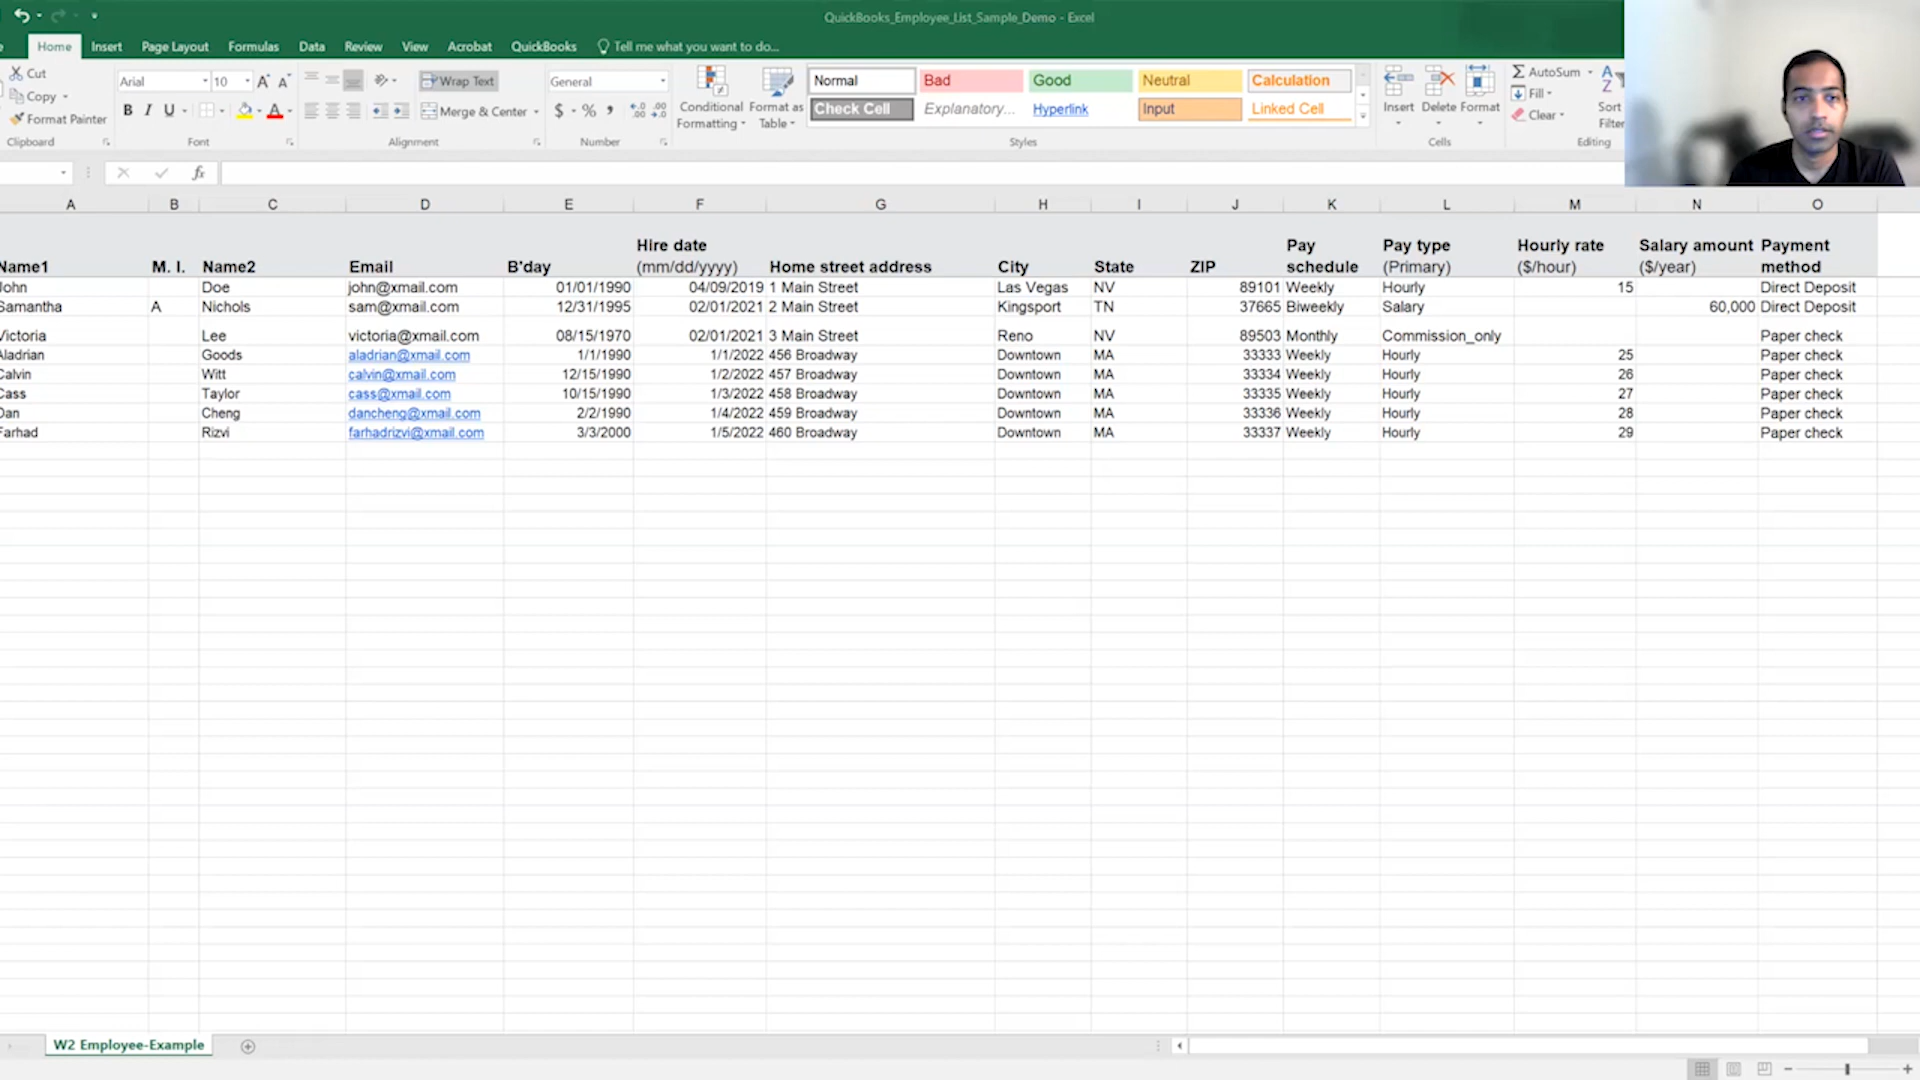 QuickBooks_Employee_List_Sample_Demo - Excel
Home Insert Page Layout Formulas Data Review View Acrobat QuickBooks Tell me what you want to do...
Cut
Copy
Format Painter
Clipboard
Arial 10 A A
B I U A
Font
Wrap Text
Merge & Center
Alignment
General
$ % ,
Number
Conditional Formatting
Format as Table
Normal Bad Good Neutral Calculation
Check Cell Explanatory... Hyperlink Input Linked Cell
Styles
Insert Delete Format
Cells
AutoSum
Fill
Clear
Sort
Filter
Editing
fx
A B C D E F G H I J K L M N O
Hire date Pay Pay type Hourly rate Salary amount Payment
Name1 M. I. Name2 Email B'day (mm/dd/yyyy) Home street address City State ZIP schedule (Primary) ($/hour) ($/year) method
John Doe john@xmail.com 01/01/1990 04/09/2019 1 Main Street Las Vegas NV 89101 Weekly Hourly 15 Direct Deposit
Samantha A Nichols sam@xmail.com 12/31/1995 02/01/2021 2 Main Street Kingsport TN 37665 Biweekly Salary 60,000 Direct Deposit
Victoria Lee victoria@xmail.com 08/15/1970 02/01/2021 3 Main Street Reno NV 89503 Monthly Commission_only Paper check
Aladrian Goods aladrian@xmail.com 1/1/1990 1/1/2022 456 Broadway Downtown MA 33333 Weekly Hourly 25 Paper check
Calvin Witt calvin@xmail.com 12/15/1990 1/2/2022 457 Broadway Downtown MA 33334 Weekly Hourly 26 Paper check
Cass Taylor cass@xmail.com 10/15/1990 1/3/2022 458 Broadway Downtown MA 33335 Weekly Hourly 27 Paper check
Dan Cheng dancheng@xmail.com 2/2/1990 1/4/2022 459 Broadway Downtown MA 33336 Weekly Hourly 28 Paper check
Farhad Rizvi farhadrizvi@xmail.com 3/3/2000 1/5/2022 460 Broadway Downtown MA 33337 Weekly Hourly 29 Paper check
W2 Employee-Example